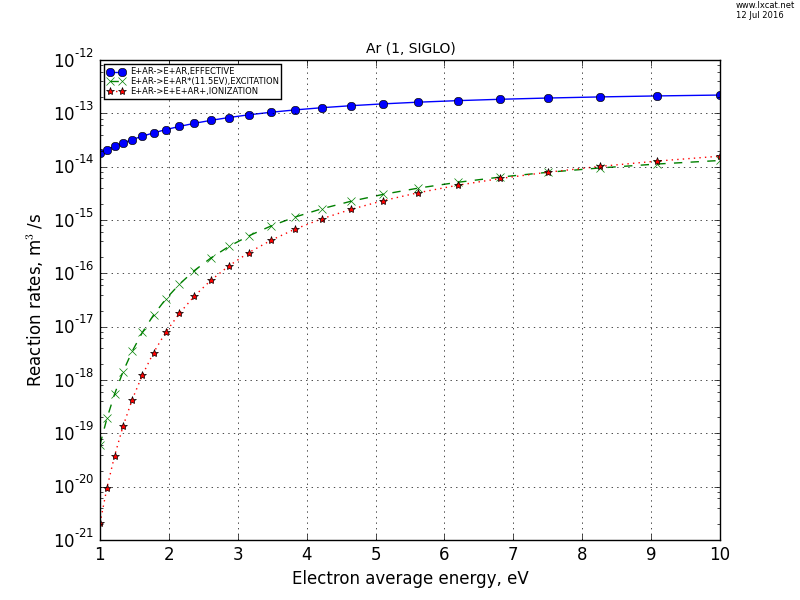 www.lxcat.net
12 Jul 2016
Ar (1, SIGLO)
E+AR->E+AR,EFFECTIVE
E+AR->E+AR*(11.5EV),EXCITATION
E+AR->E+E+AR+,IONIZATION
10^-12
10^-13
10^-14
10^-15
10^-16
10^-17
10^-18
10^-19
10^-20
10^-21
Reaction rates, m³ /s
1 2 3 4 5 6 7 8 9 10
Electron average energy, eV